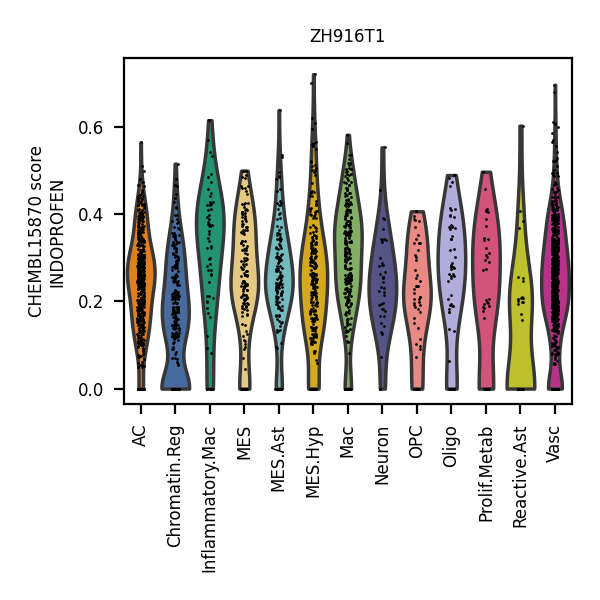 ZH916T1
CHEMBL15870 score
INDOPROFEN
0.6
0.4
0.2
0.0
AC
Chromatin.Reg
Inflammatory.Mac
MES
MES.Ast
MES.Hyp
Mac
Neuron
OPC
Oligo
Prolif.Metab
Reactive.Ast
Vasc